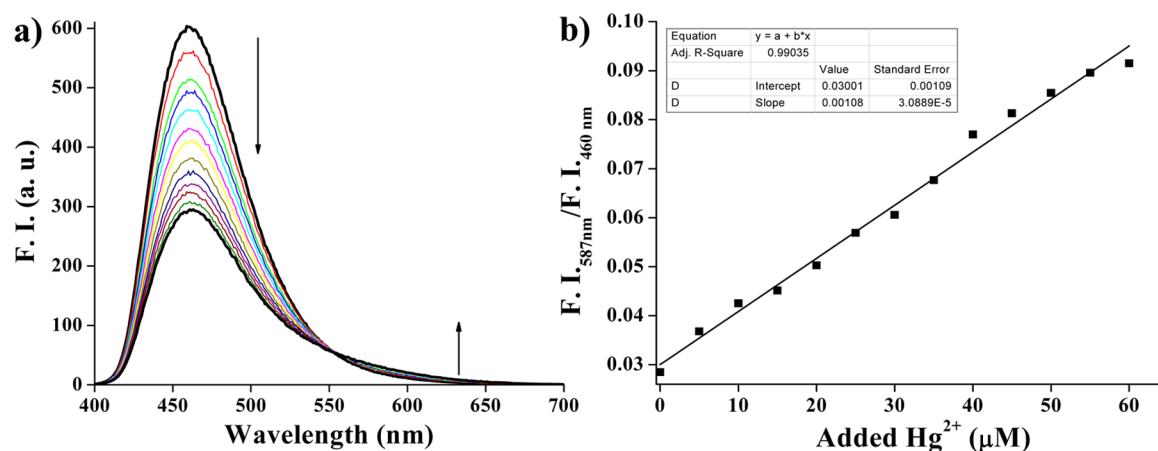 a)
600
500
400
300
200
100
0
F. I. (a. u.)
400 450 500 550 600 650 700
Wavelength (nm)
b)
0.10
0.09
0.08
0.07
0.06
0.05
0.04
0.03
F. I.587nm/F. I.460 nm
Equation y = a + b*x
Adj. R-Square 0.99035
Value Standard Error
D Intercept 0.03001 0.00109
D Slope 0.00108 3.0889E-5
0 10 20 30 40 50 60
Added Hg2+ (μM)